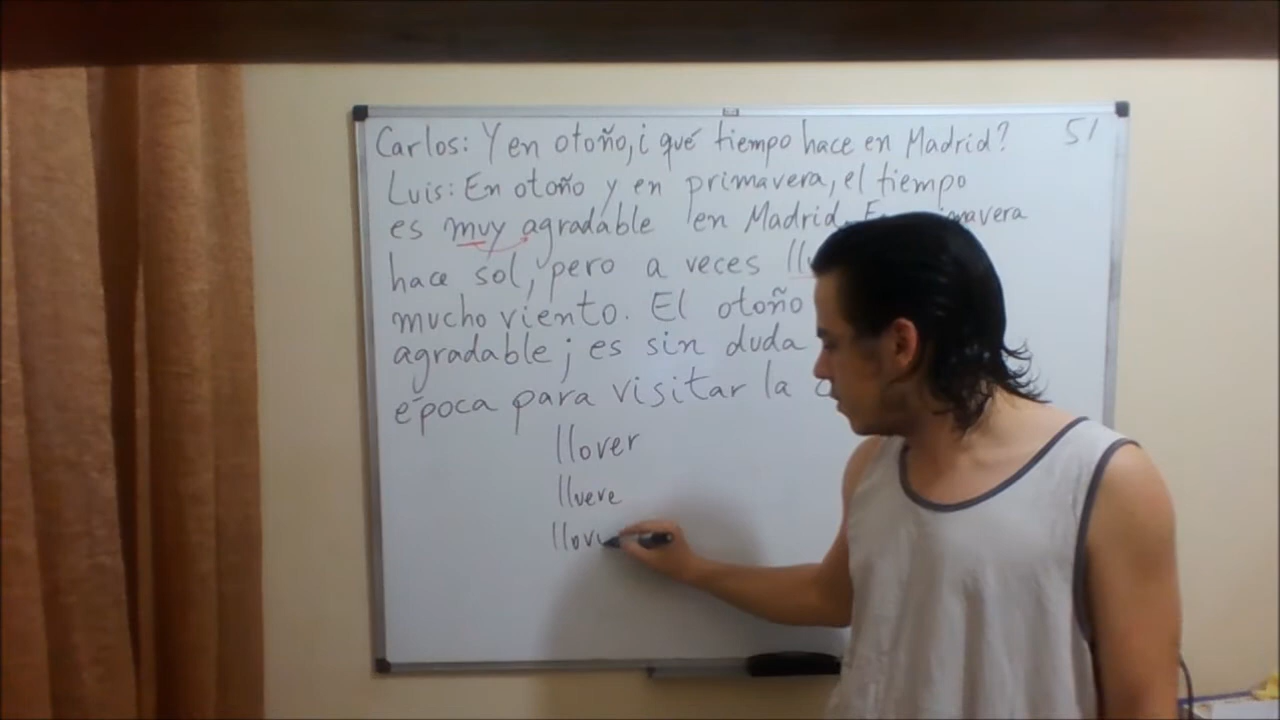 Carlos: Y en otoño, ¿qué tiempo hace en Madrid? 51
Luis: En otoño y en primavera, el tiempo
es muy agradable en Madrid.
hace sol, pero a veces
mucho viento. El otoño
agradable; es sin duda
época para visitar la
llover
llueve